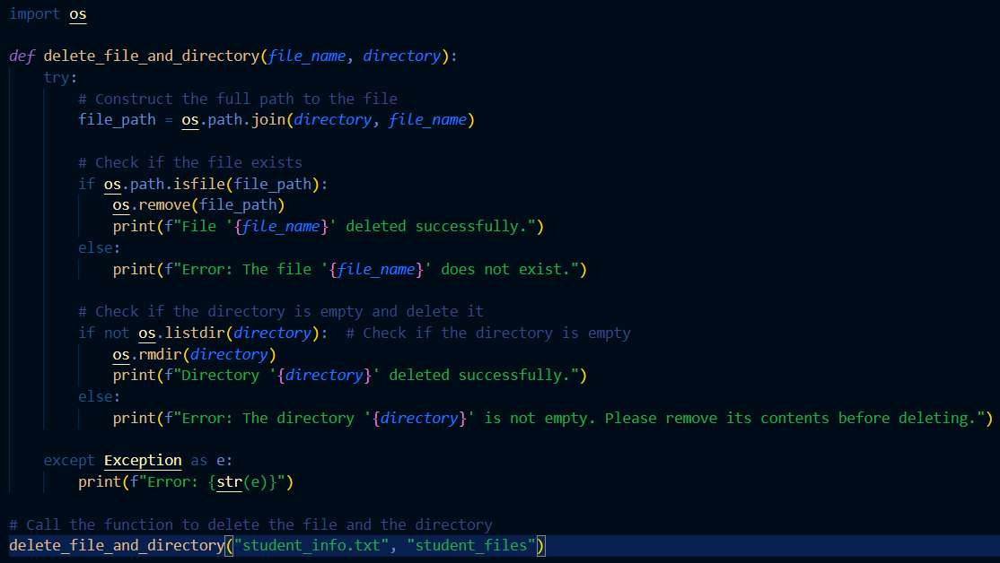 import os

def delete_file_and_directory(file_name, directory):
    try:
        # Construct the full path to the file
        file_path = os.path.join(directory, file_name)

        # Check if the file exists
        if os.path.isfile(file_path):
            os.remove(file_path)
            print(f"File '{file_name}' deleted successfully.")
        else:
            print(f"Error: The file '{file_name}' does not exist.")

        # Check if the directory is empty and delete it
        if not os.listdir(directory):  # Check if the directory is empty
            os.rmdir(directory)
            print(f"Directory '{directory}' deleted successfully.")
        else:
            print(f"Error: The directory '{directory}' is not empty. Please remove its contents before deleting.")

    except Exception as e:
        print(f"Error: {str(e)}")

# Call the function to delete the file and the directory
delete_file_and_directory("student_info.txt", "student_files")